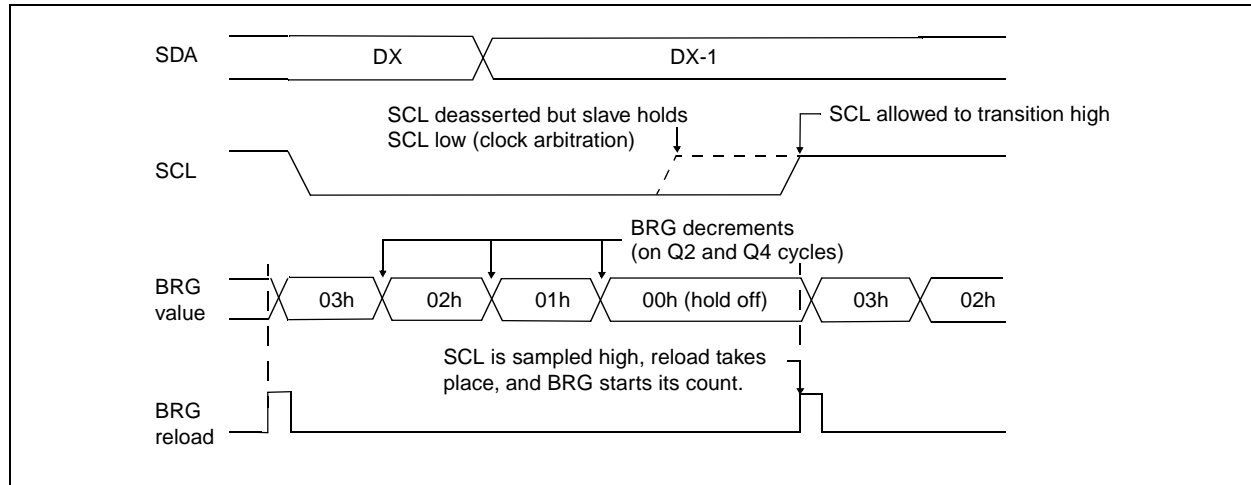 SDA
DX
DX-1
SCL deasserted but slave holds
SCL low (clock arbitration)
SCL allowed to transition high
SCL
BRG decrements
(on Q2 and Q4 cycles)
BRG
value
03h
02h
01h
00h (hold off)
03h
02h
SCL is sampled high, reload takes
place, and BRG starts its count.
BRG
reload